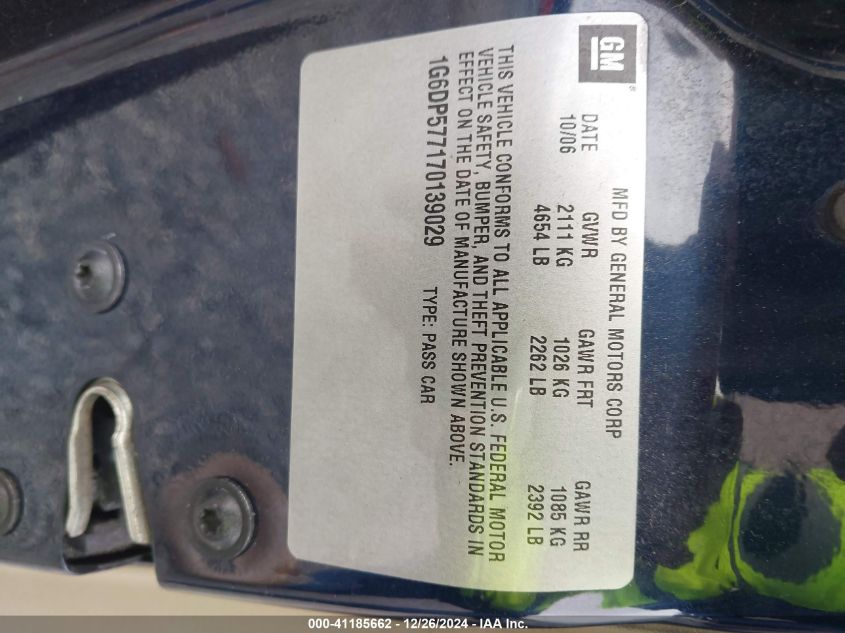 GM
®
MFD BY GENERAL MOTORS CORP
DATE GVWR GAWR FRT GAWR RR
10/06 2111 KG 1026 KG 1085 KG
4654 LB 2262 LB 2392 LB
THIS VEHICLE CONFORMS TO ALL APPLICABLE U.S. FEDERAL MOTOR
VEHICLE SAFETY, BUMPER, AND THEFT PREVENTION STANDARDS IN
EFFECT ON THE DATE OF MANUFACTURE SHOWN ABOVE.
1G6DP577170139029 TYPE: PASS CAR
000-41185662 - 12/26/2024 - IAA Inc.